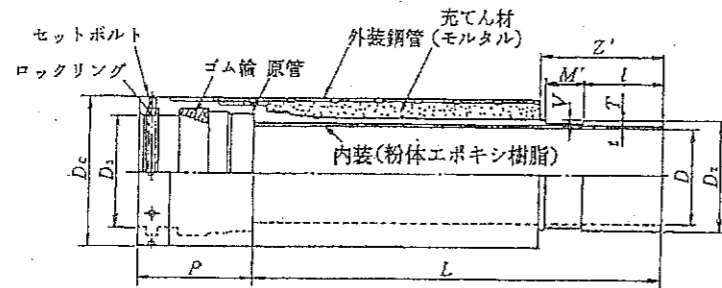 セットボルト
ロックリング
ゴム輪
原管
外装鋼管
充てん材
(モルタル)
Z'
M'
l
V
T
t
内装(粉体エポキシ樹脂)
Dc
D3
D
D2
P
L